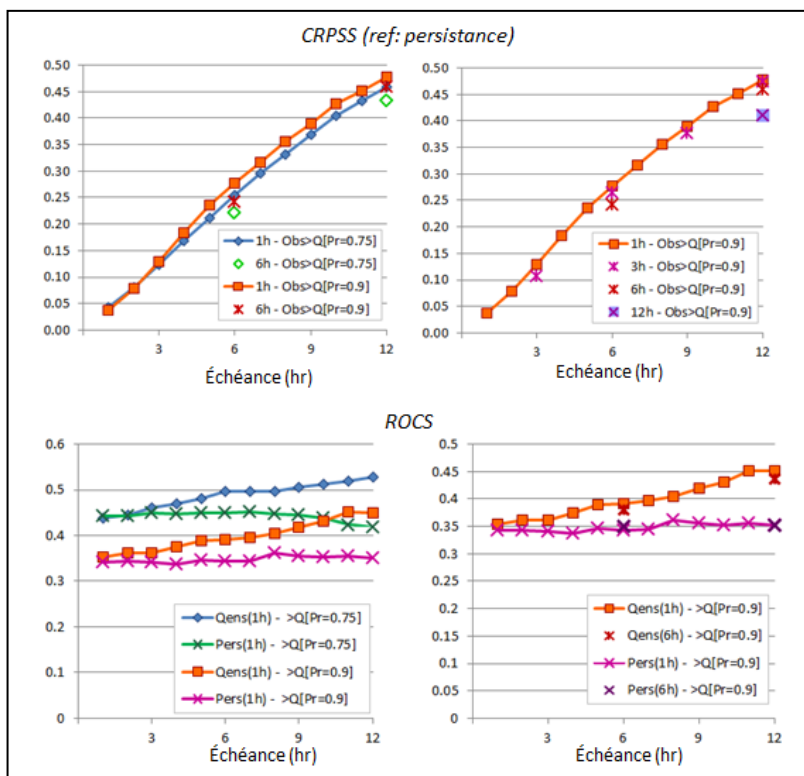 CRPSS (ref: persistance)
0.50
0.45
0.40
0.35
0.30
0.25
0.20
0.15
0.10
0.05
0.00
1h - Obs>Q[Pr=0.75]
6h - Obs>Q[Pr=0.75]
1h - Obs>Q[Pr=0.9]
6h - Obs>Q[Pr=0.9]
3 6 9 12
Échéance (hr)
0.50
0.45
0.40
0.35
0.30
0.25
0.20
0.15
0.10
0.05
0.00
1h - Obs>Q[Pr=0.9]
3h - Obs>Q[Pr=0.9]
6h - Obs>Q[Pr=0.9]
12h - Obs>Q[Pr=0.9]
3 6 9 12
Echéance (hr)
ROCS
0.6
0.5
0.4
0.3
0.2
0.1
0
Qens(1h) - >Q[Pr=0.75]
Pers(1h) - >Q[Pr=0.75]
Qens(1h) - >Q[Pr=0.9]
Pers(1h) - >Q[Pr=0.9]
3 6 9 12
Échéance (hr)
0.5
0.45
0.4
0.35
0.3
0.25
0.2
0.15
0.1
0.05
0
Qens(1h) - >Q[Pr=0.9]
Qens(6h) - >Q[Pr=0.9]
Pers(1h) - >Q[Pr=0.9]
Pers(6h) - >Q[Pr=0.9]
3 6 9 12
Échéance (hr)